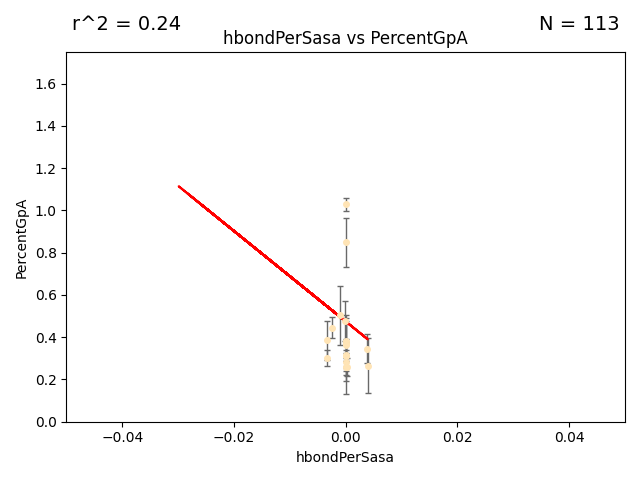 r^2 = 0.24
N = 113
hbondPerSasa vs PercentGpA
1.6
1.4
1.2
1.0
0.8
0.6
0.4
0.2
0.0
PercentGpA
−0.04
−0.02
0.00
0.02
0.04
hbondPerSasa